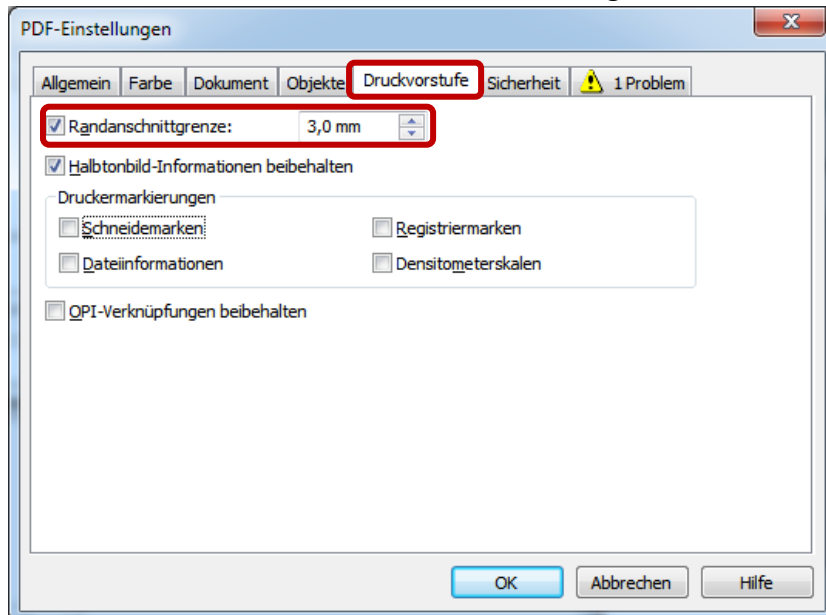 PDF-Einstellungen
Allgemein Farbe Dokument Objekte Druckvorstufe Sicherheit 1 Problem
Randanschnittgrenze: 3,0 mm
Halbtonbild-Informationen beibehalten
Druckermarkierungen
Schneidemarken Registriermarken
Dateiinformationen Densitometerskalen
OPI-Verknüpfungen beibehalten
OK Abbrechen Hilfe